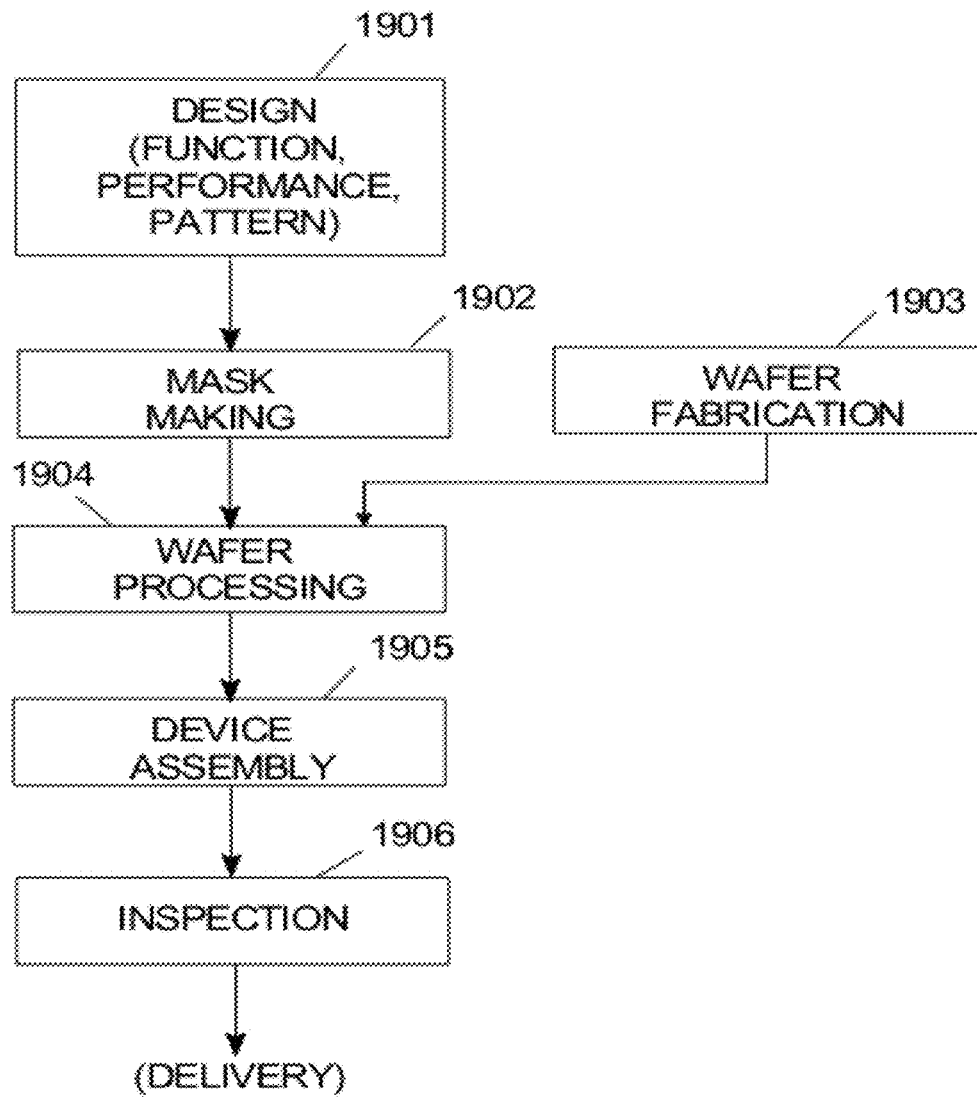 1901
DESIGN
(FUNCTION,
PERFORMANCE,
PATTERN)
1902
MASK
MAKING
1903
WAFER
FABRICATION
1904
WAFER
PROCESSING
1905
DEVICE
ASSEMBLY
1906
INSPECTION
(DELIVERY)